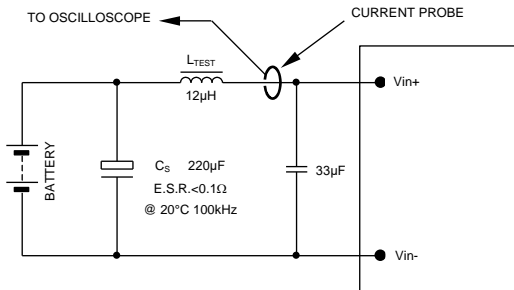 TO OSCILLOSCOPE
CURRENT PROBE
LTEST
12µH
Vin+
BATTERY
CS 220µF
E.S.R.<0.1Ω
@ 20°C 100kHz
33µF
Vin-